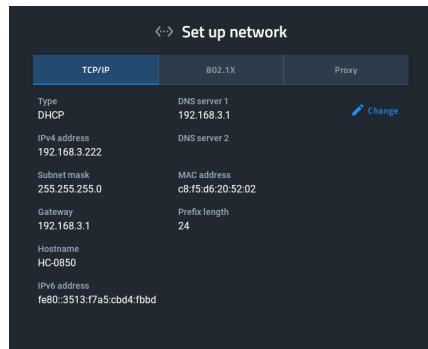 Set up network
TCP/IP
802.1X
Proxy
Type
DHCP
DNS server 1
192.168.3.1
Change
IPv4 address
192.168.3.222
DNS server 2
Subnet mask
255.255.255.0
MAC address
c8:f5:d6:20:52:02
Gateway
192.168.3.1
Prefix length
24
Hostname
HC-0850
IPv6 address
fe80::3513:f7a5:cbd4:fbbd